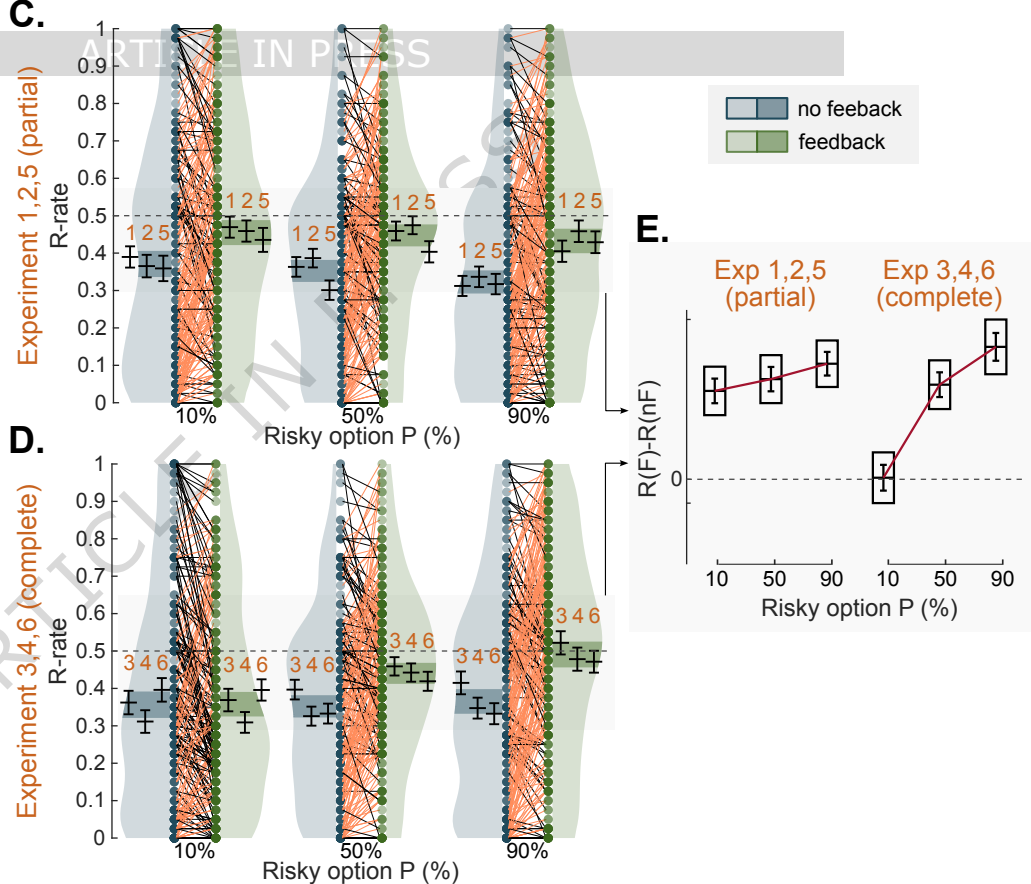 C.
ARTICLE IN PRESS
1
0.9
0.8
0.7
0.6
0.5
0.4
0.3
0.2
0.1
0
R-rate
Experiment 1,2,5 (partial)
1 2 5
1 2 5
1 2 5
1 2 5
1 2 5
1 2 5
10%
50%
90%
Risky option P (%)
no feeback
feedback
D.
1
0.9
0.8
0.7
0.6
0.5
0.4
0.3
0.2
0.1
0
R-rate
Experiment 3,4,6 (complete)
3 4 6
3 4 6
3 4 6
3 4 6
3 4 6
3 4 6
10%
50%
90%
Risky option P (%)
E.
Exp 1,2,5
(partial)
Exp 3,4,6
(complete)
R(F)-R(nF)
0
10
50
90
10
50
90
Risky option P (%)
ARTICLE IN PRESS